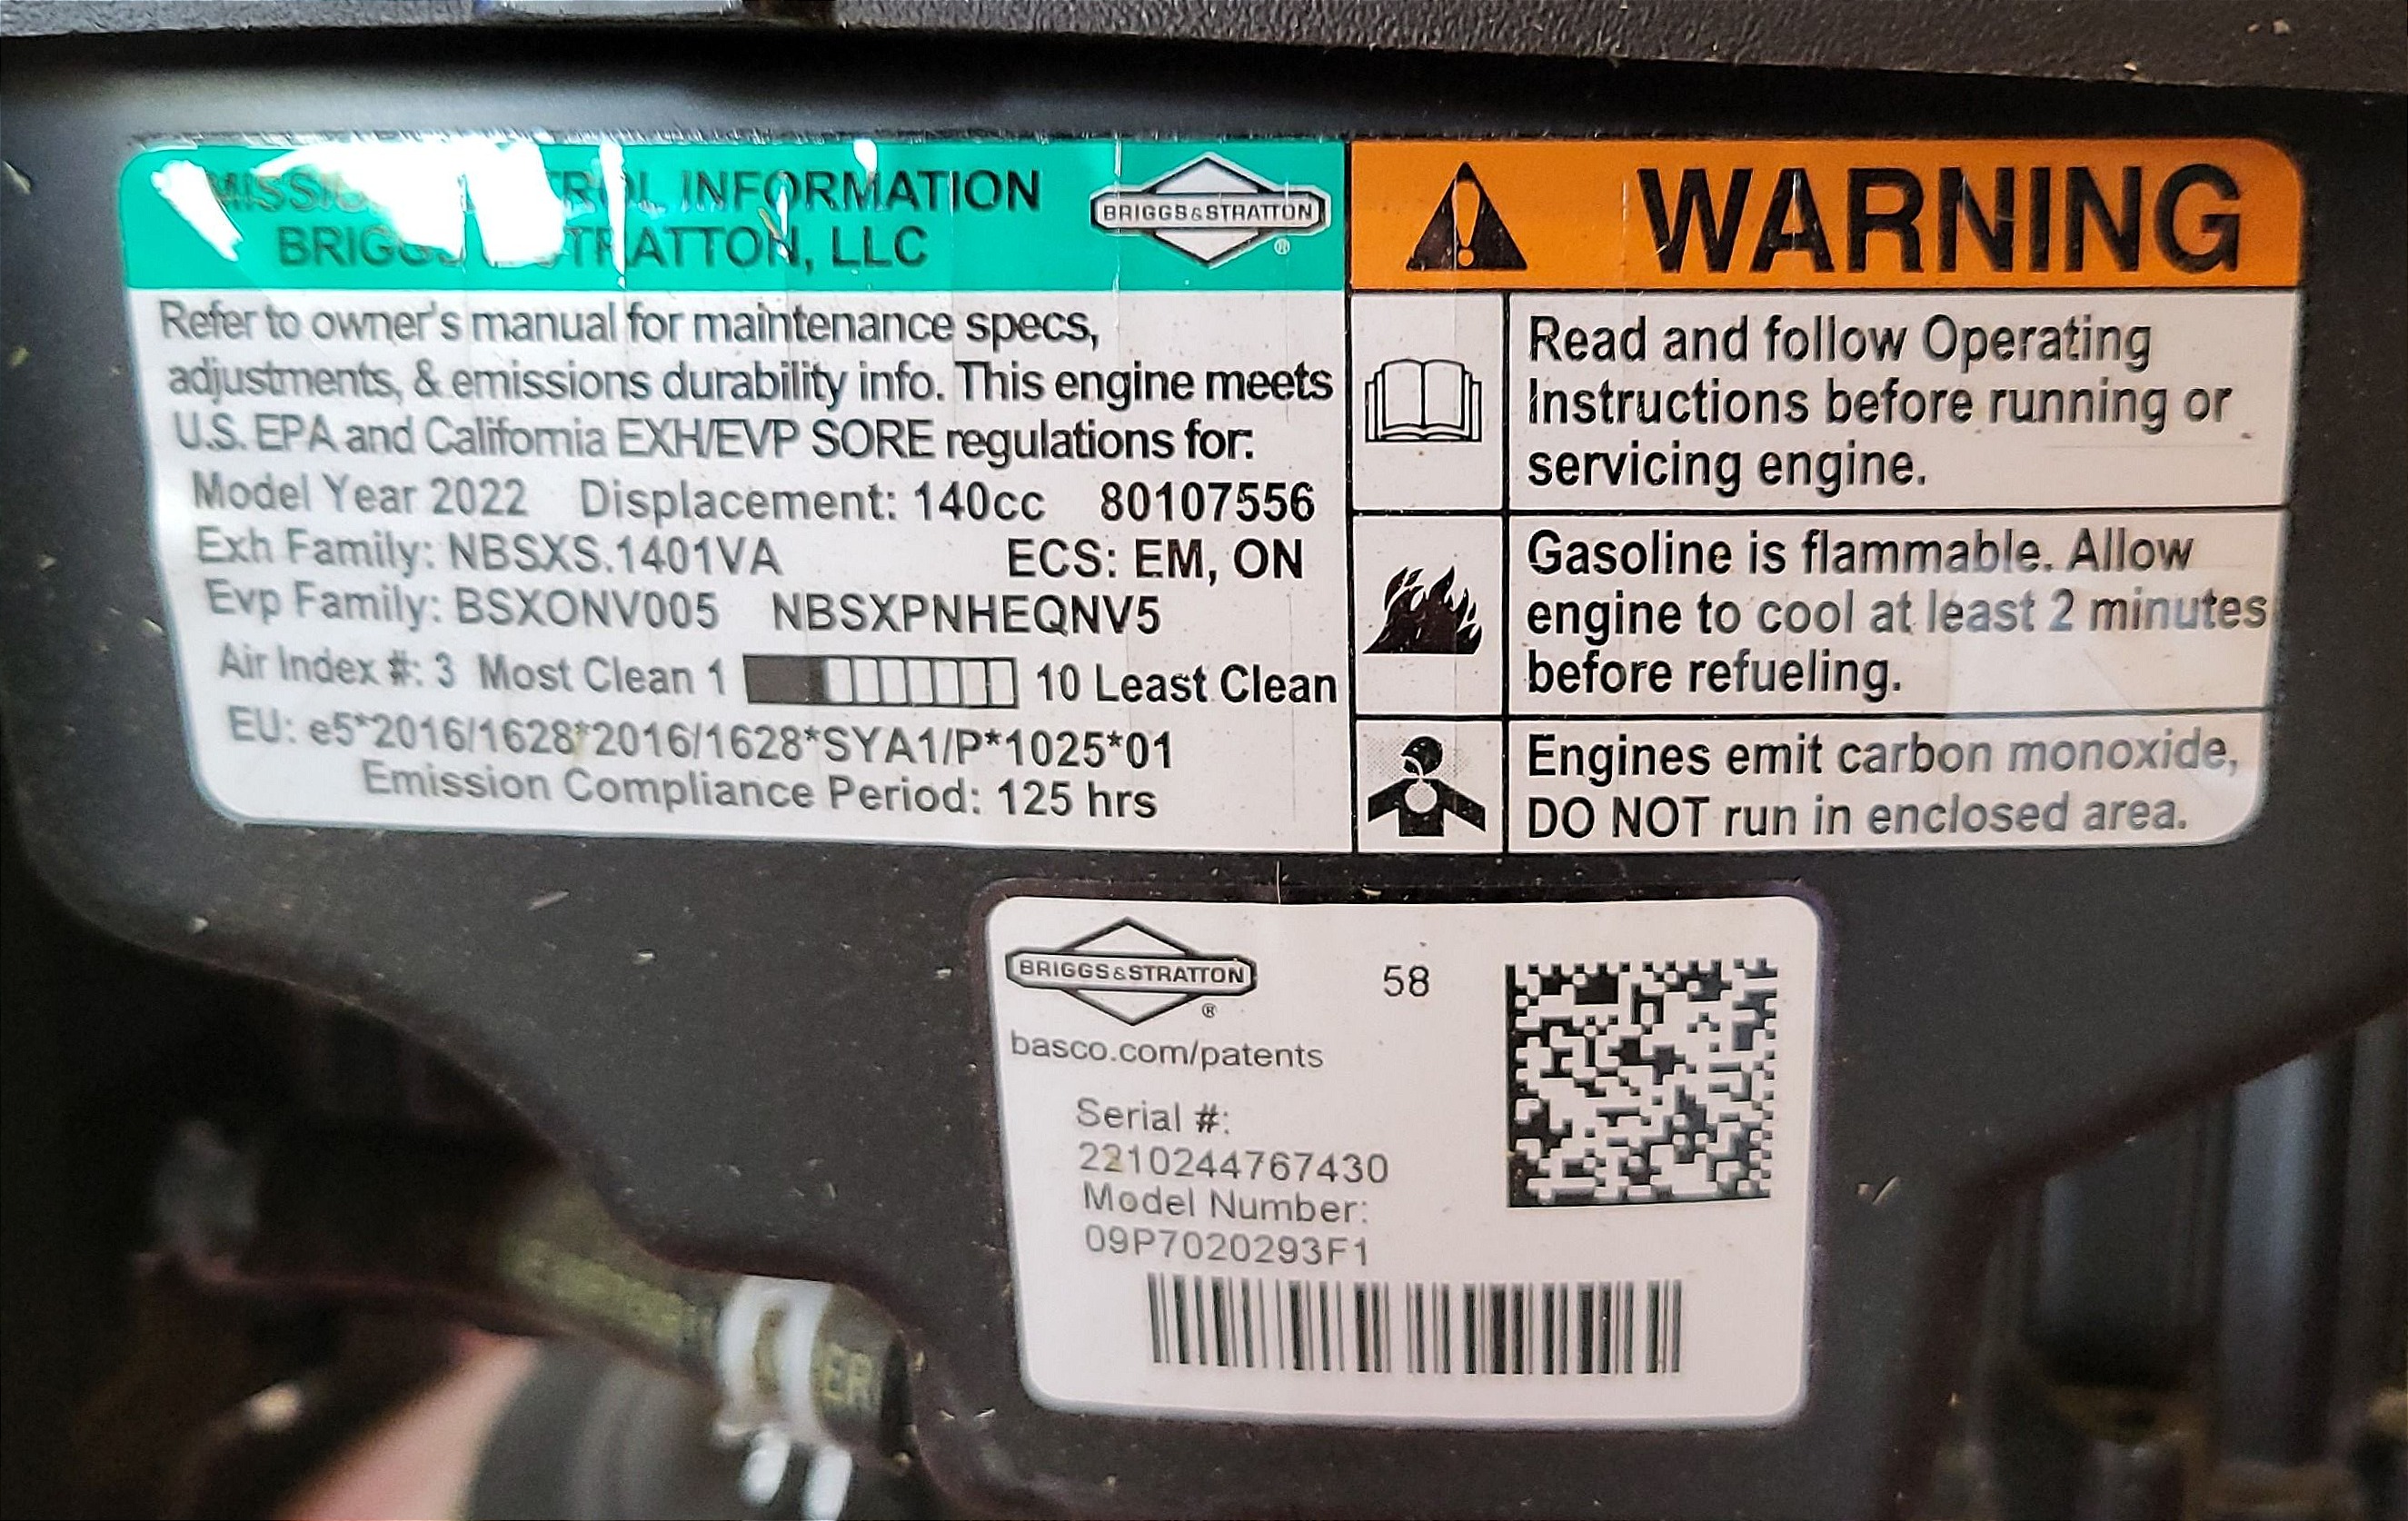 CONTROL INFORMATION
BRIGGS & STRATTON, LLC
BRIGGS&STRATTON
®
Refer to owner's manual for maintenance specs,
adjustments, & emissions durability info. This engine meets
U.S. EPA and California EXH/EVP SORE regulations for:
Model Year 2022 Displacement: 140cc 80107556
Exh Family: NBSXS.1401VA ECS: EM, ON
Evp Family: BSXONV005 NBSXPNHEQNV5
Air Index #: 3 Most Clean 1 10 Least Clean
EU: e5*2016/1628*2016/1628*SYA1/P*1025*01
Emission Compliance Period: 125 hrs
WARNING
Read and follow Operating
Instructions before running or
servicing engine.
Gasoline is flammable. Allow
engine to cool at least 2 minutes
before refueling.
Engines emit carbon monoxide,
DO NOT run in enclosed area.
BRIGGS&STRATTON
®
58
basco.com/patents
Serial #:
2210244767430
Model Number:
09P7020293F1